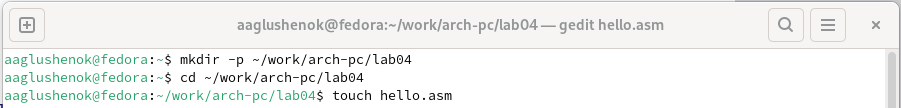 aaglushenok@fedora:~/work/arch-pc/lab04 — gedit hello.asm
aaglushenok@fedora:~$ mkdir -p ~/work/arch-pc/lab04
aaglushenok@fedora:~$ cd ~/work/arch-pc/lab04
aaglushenok@fedora:~/work/arch-pc/lab04$ touch hello.asm